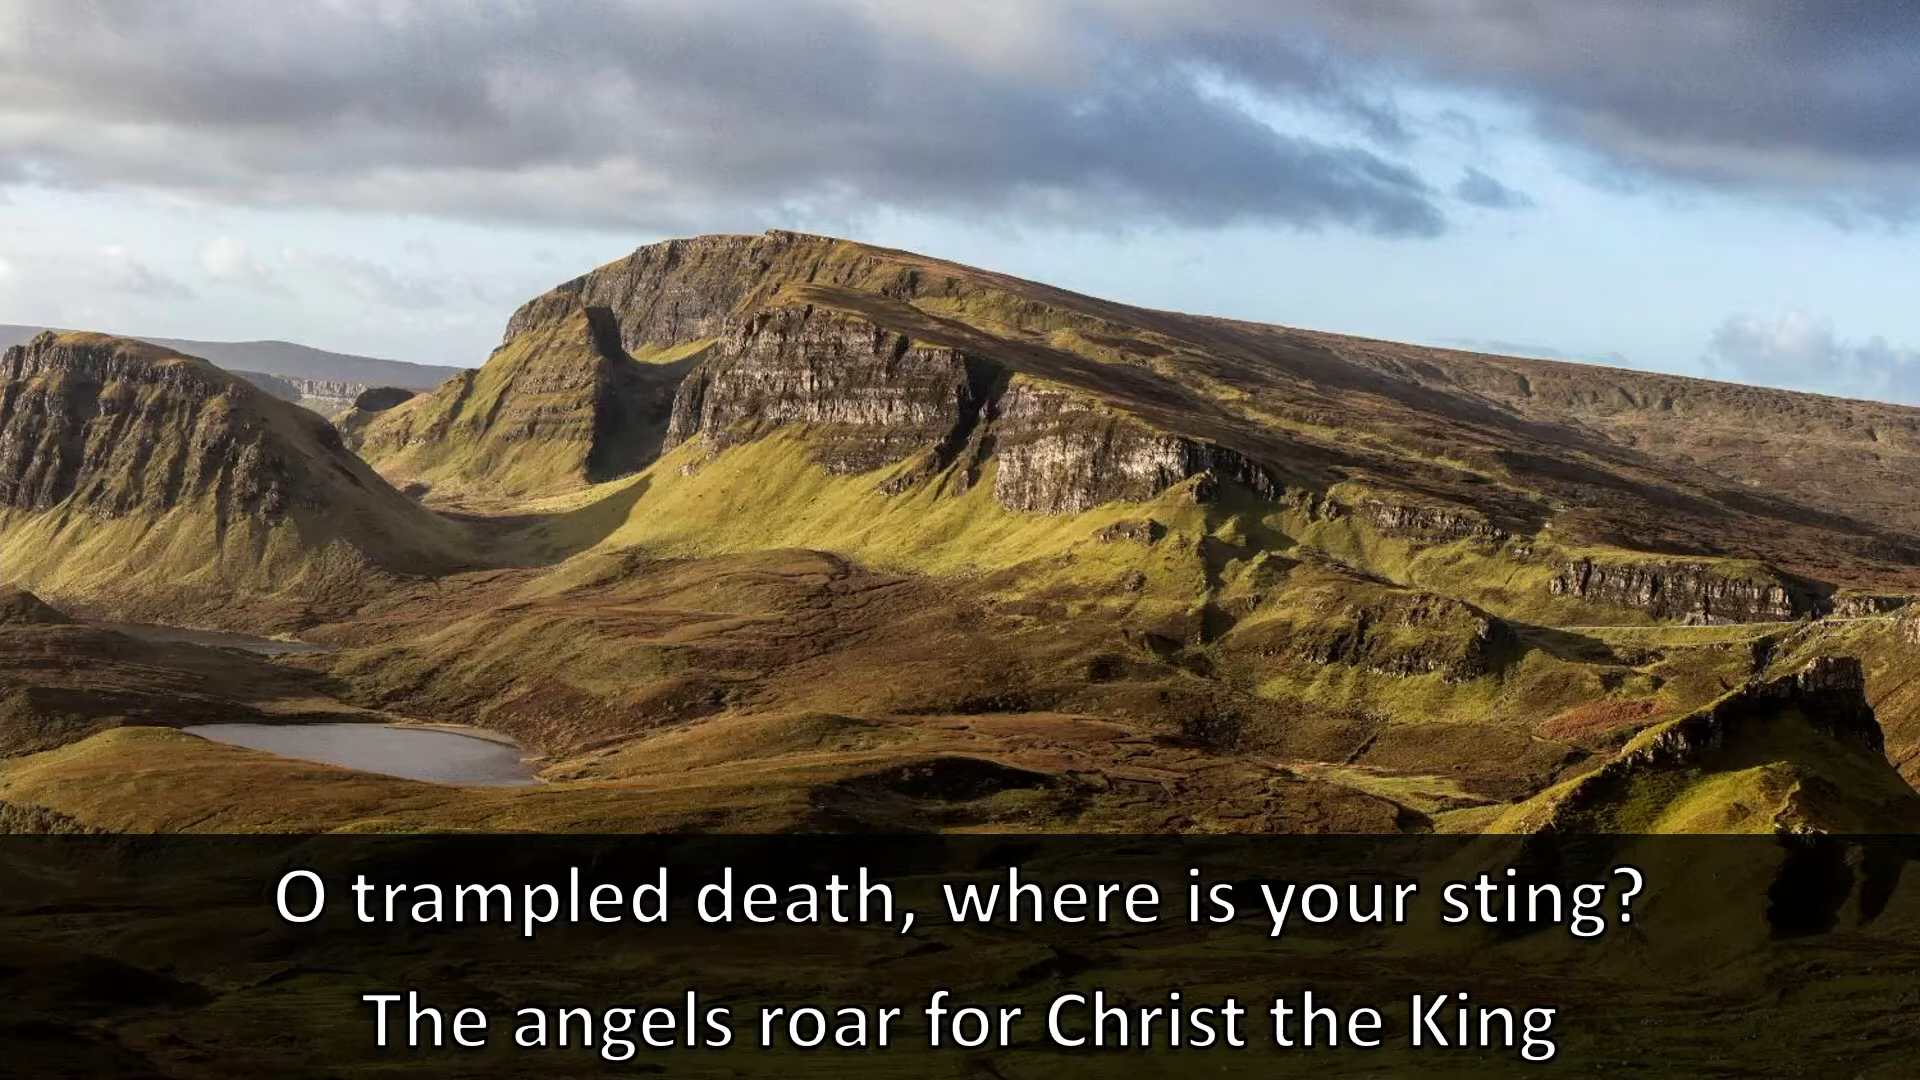 O trampled death, where is your sting?
The angels roar for Christ the King